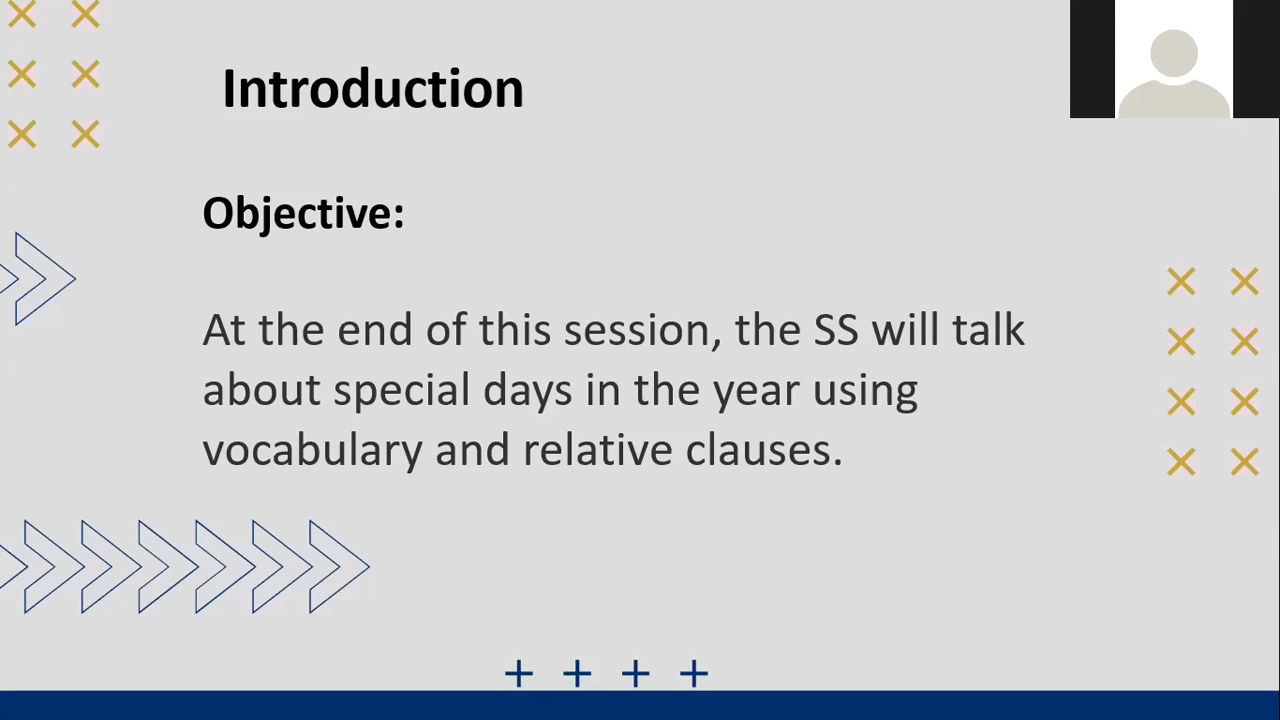 Introduction
Objective:
At the end of this session, the SS will talk
about special days in the year using
vocabulary and relative clauses.